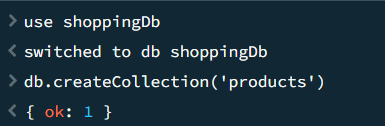 > use shoppingDb
< switched to db shoppingDb
> db.createCollection('products')
< { ok: 1 }